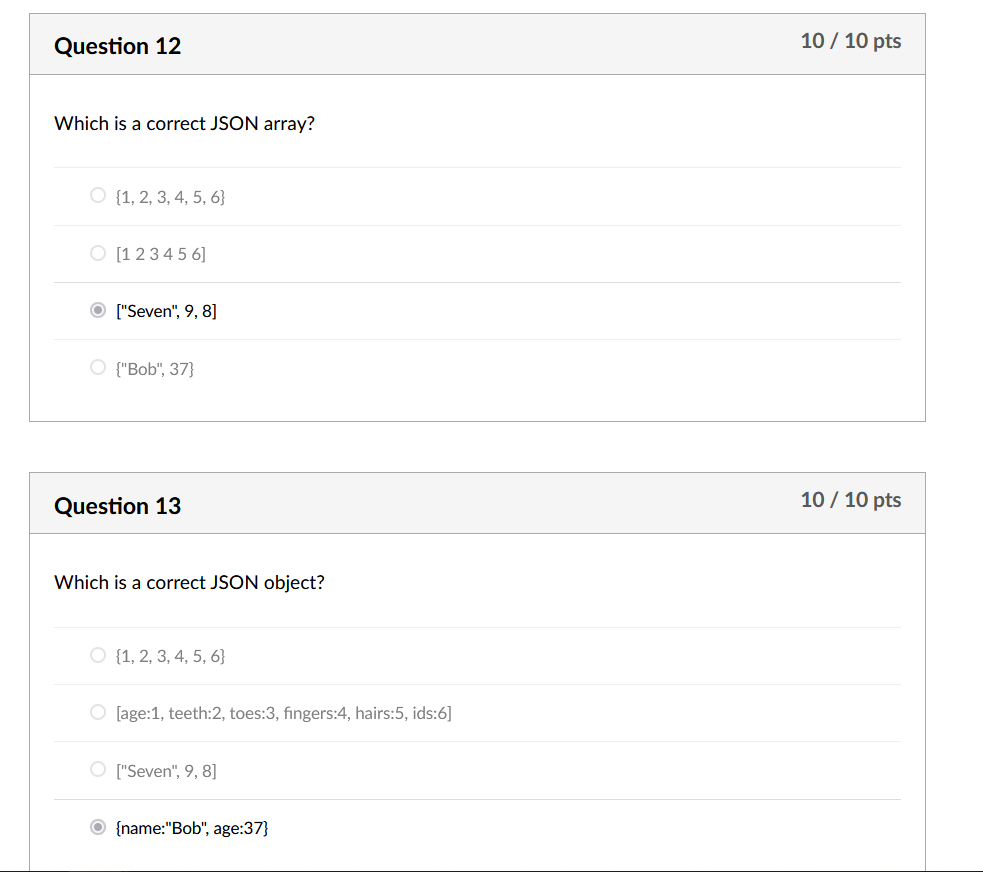 Question 12
10 / 10 pts
Which is a correct JSON array?
{1, 2, 3, 4, 5, 6}
[1 2 3 4 5 6]
["Seven", 9, 8]
{"Bob", 37}
Question 13
10 / 10 pts
Which is a correct JSON object?
{1, 2, 3, 4, 5, 6}
[age:1, teeth:2, toes:3, fingers:4, hairs:5, ids:6]
["Seven", 9, 8]
{name:"Bob", age:37}